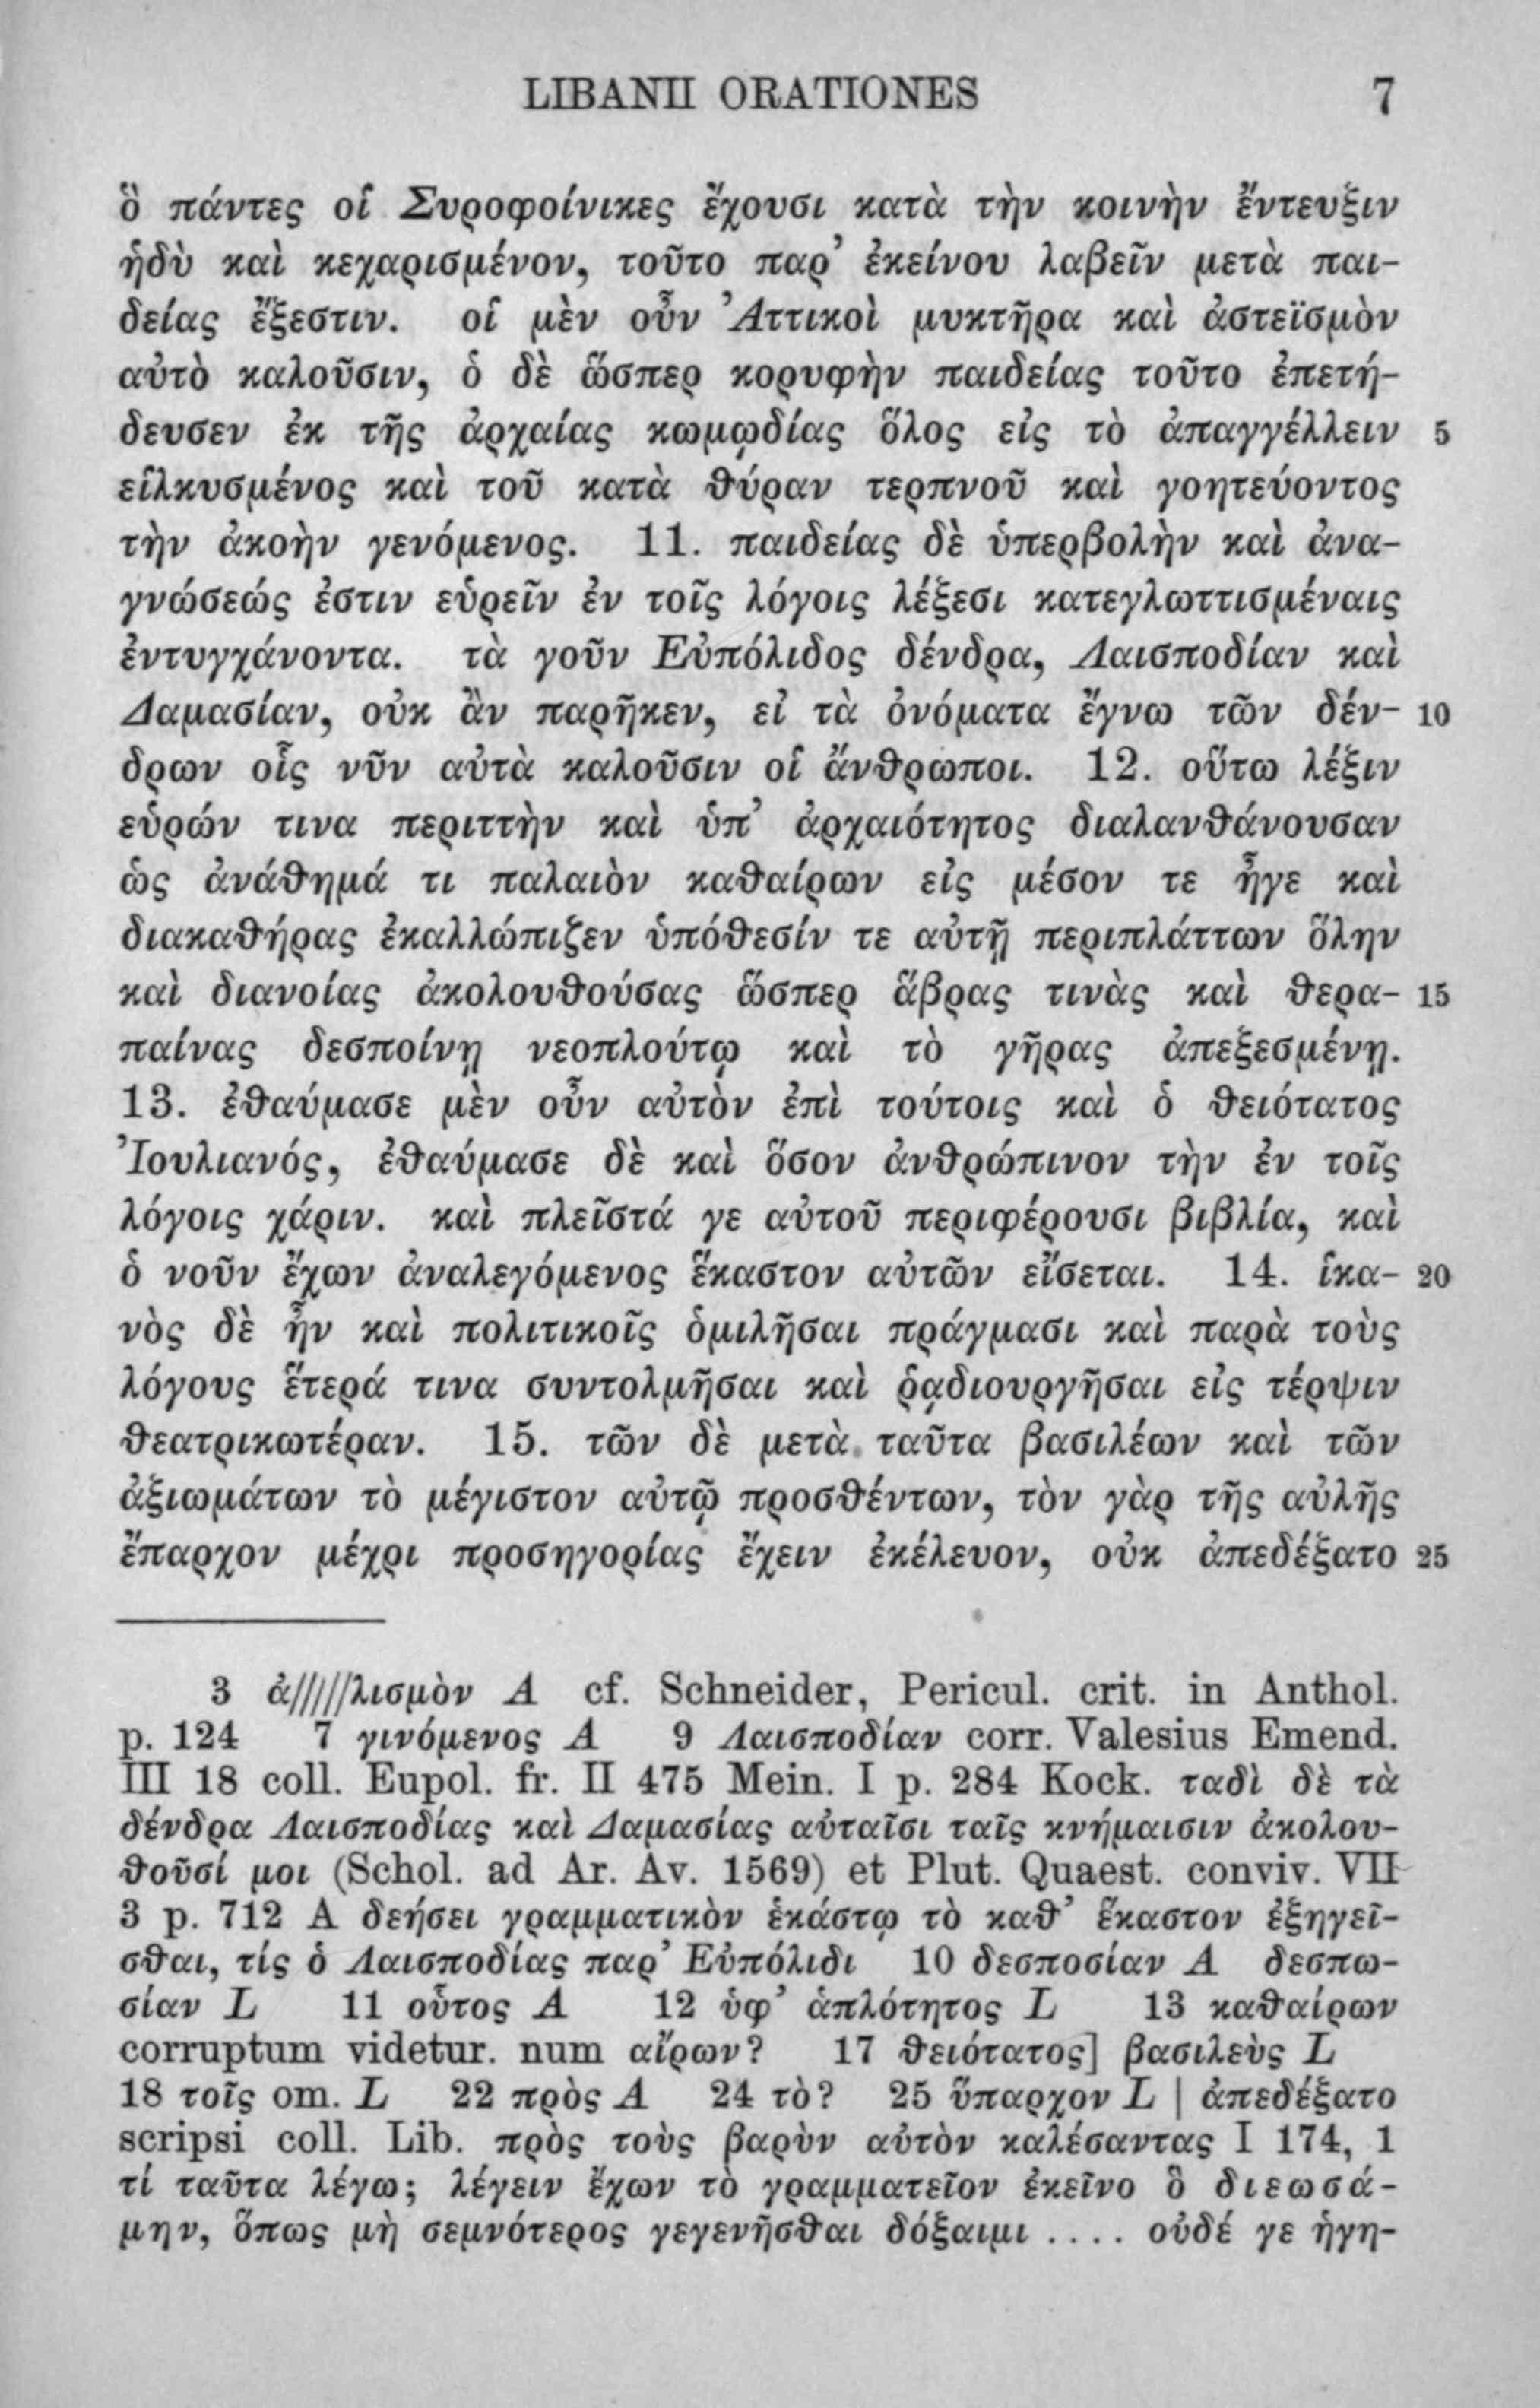 LIBANII ORATIONES 7
ὃ πάντες οἱ Συροφοίνικες ἔχουσι κατὰ τὴν κοινὴν ἔντευξιν
ἡδὺ καὶ κεχαρισμένον, τοῦτο παρ’ ἐκείνου λαβεῖν μετὰ παι-
δείας ἔξεστιν. οἱ μὲν οὖν Ἀττικοὶ μυκτῆρα καὶ ἀστεϊσμὸν
αὐτὸ καλοῦσιν, ὁ δὲ ὥσπερ κορυφὴν παιδείας τοῦτο ἐπετή-
δευσεν ἐκ τῆς ἀρχαίας κωμῳδίας ὅλος εἰς τὸ ἀπαγγέλλειν 5
εἱλκυσμένος καὶ τοῦ κατὰ θύραν τερπνοῦ καὶ γοητεύοντος
τὴν ἀκοὴν γενόμενος. 11. παιδείας δὲ ὑπερβολὴν καὶ ἀνα-
γνώσεώς ἐστιν εὑρεῖν ἐν τοῖς λόγοις λέξεσι κατεγλωττισμέναις
ἐντυγχάνοντα. τὰ γοῦν Εὐπόλιδος δένδρα, Λαισποδίαν καὶ
Δαμασίαν, οὐκ ἂν παρῆκεν, εἰ τὰ ὀνόματα ἔγνω τῶν δέν- 10
δρων οἷς νῦν αὐτὰ καλοῦσιν οἱ ἄνθρωποι. 12. οὕτω λέξιν
εὑρών τινα περιττὴν καὶ ὑπ’ ἀρχαιότητος διαλανθάνουσαν
ὡς ἀνάθημά τι παλαιὸν καθαίρων εἰς μέσον τε ἦγε καὶ
διακαθήρας ἐκαλλώπιζεν ὑπόθεσίν τε αὐτῇ περιπλάττων ὅλην
καὶ διανοίας ἀκολουθούσας ὥσπερ ἅβρας τινὰς καὶ θερα- 15
παίνας δεσποίνῃ νεοπλούτῳ καὶ τὸ γῆρας ἀπεξεσμένῃ.
13. ἐθαύμασε μὲν οὖν αὐτὸν ἐπὶ τούτοις καὶ ὁ θειότατος
Ἰουλιανός, ἐθαύμασε δὲ καὶ ὅσον ἀνθρώπινον τὴν ἐν τοῖς
λόγοις χάριν. καὶ πλεῖστά γε αὐτοῦ περιφέρουσι βιβλία, καὶ
ὁ νοῦν ἔχων ἀναλεγόμενος ἕκαστον αὐτῶν εἴσεται. 14. ἱκα- 20
νὸς δὲ ἦν καὶ πολιτικοῖς ὁμιλῆσαι πράγμασι καὶ παρὰ τοὺς
λόγους ἕτερά τινα συντολμῆσαι καὶ ῥᾳδιουργῆσαι εἰς τέρψιν
θεατρικωτέραν. 15. τῶν δὲ μετὰ ταῦτα βασιλέων καὶ τῶν
ἀξιωμάτων τὸ μέγιστον αὐτῷ προσθέντων, τὸν γὰρ τῆς αὐλῆς
ἔπαρχον μέχρι προσηγορίας ἔχειν ἐκέλευον, οὐκ ἀπεδέξατο 25
3 ἀ/////λισμὸν A cf. Schneider, Pericul. crit. in Anthol.
p. 124 7 γινόμενος A 9 Λαισποδίαν corr. Valesius Emend.
III 18 coll. Eupol. fr. II 475 Mein. I p. 284 Kock. ταδὶ δὲ τὰ
δένδρα Λαισποδίας καὶ Δαμασίας αὐταῖσι ταῖς κνήμαισιν ἀκολου-
θοῦσί μοι (Schol. ad Ar. Av. 1569) et Plut. Quaest. conviv. VII
3 p. 712 A δεήσει γραμματικὸν ἑκάστῳ τὸ καθ’ ἕκαστον ἐξηγεῖ-
σθαι, τίς ὁ Λαισποδίας παρ’ Εὐπόλιδι 10 δεσποσίαν A δεσπω-
σίαν L 11 οὗτος A 12 ὑφ’ ἁπλότητος L 13 καθαίρων
corruptum videtur. num αἴρων? 17 θειότατος] βασιλεὺς L
18 τοῖς om. L 22 πρὸς A 24 τὸ? 25 ὕπαρχον L | ἀπεδέξατο
scripsi coll. Lib. πρὸς τοὺς βαρὺν αὐτὸν καλέσαντας I 174, 1
τί ταῦτα λέγω; λέγειν ἔχων τὸ γραμματεῖον ἐκεῖνο ὃ διεωσά-
μην, ὅπως μὴ σεμνότερος γεγενῆσθαι δόξαιμι .... οὐδέ γε ἡγη-